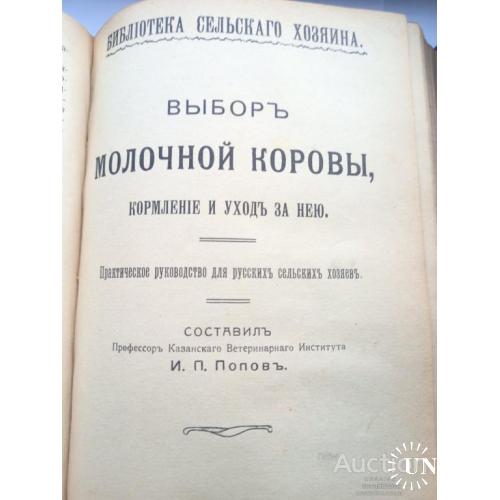 БИБЛІОТЕКА СЕЛЬСКАГО ХОЗЯИНА.
ВЫБОРЪ
МОЛОЧНОЙ КОРОВЫ,
КОРМЛЕНІЕ И УХОДЪ ЗА НЕЮ.
Практическое руководство для русскихъ сельскихъ хозяевъ.
СОСТАВИЛЪ
Профессоръ Казанскаго Ветеринарнаго Института
И. П. Поповъ.
Auction
UN